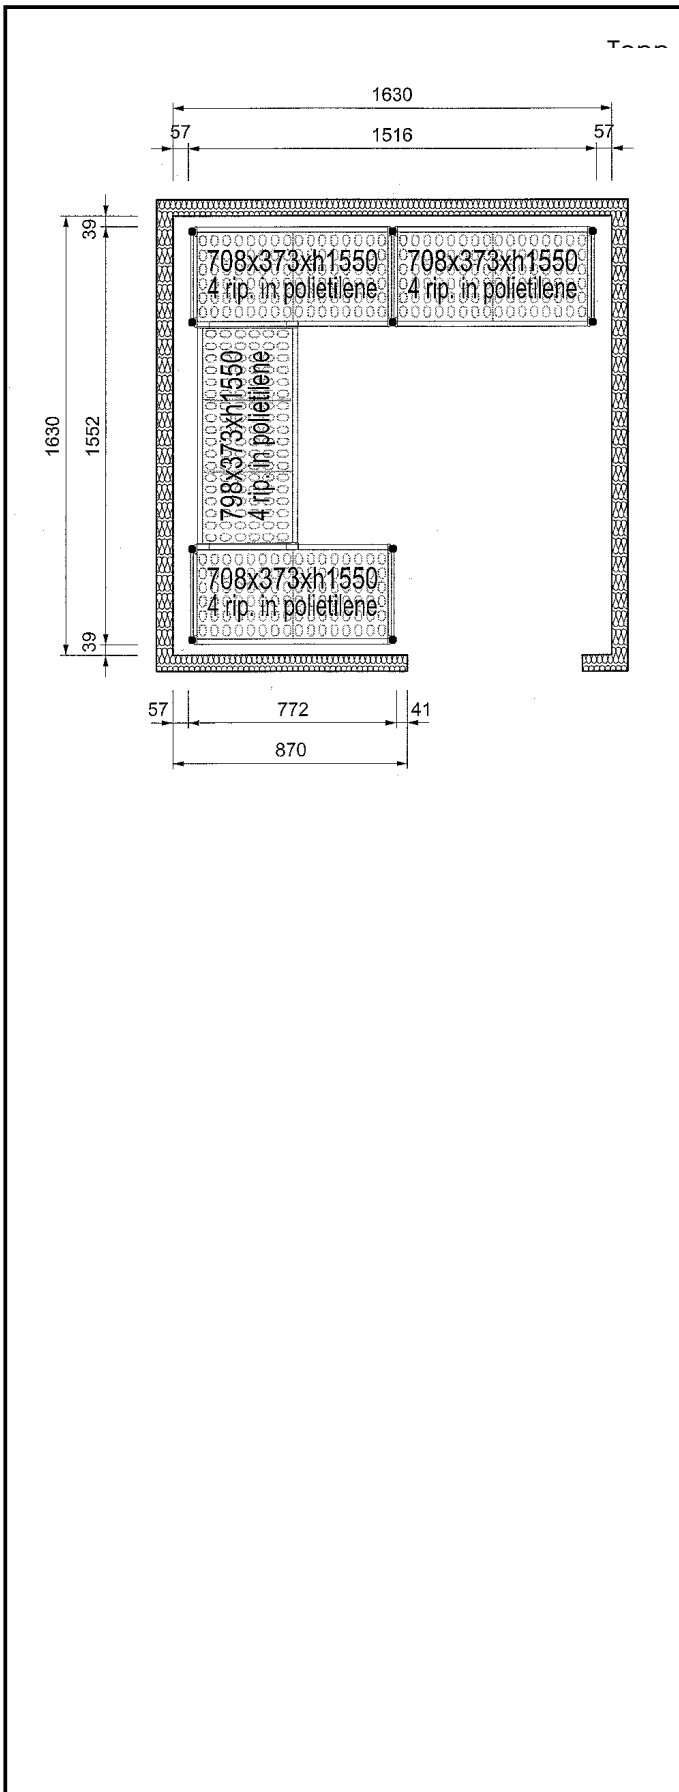 1630
57
1516
57
39
708x373xh1550
4 rip. in polietilene
708x373xh1550
4 rip. in polietilene
1630
1552
798x373xh1550
4 rip. in polietilene
708x373xh1550
4 rip. in polietilene
39
57
772
41
870